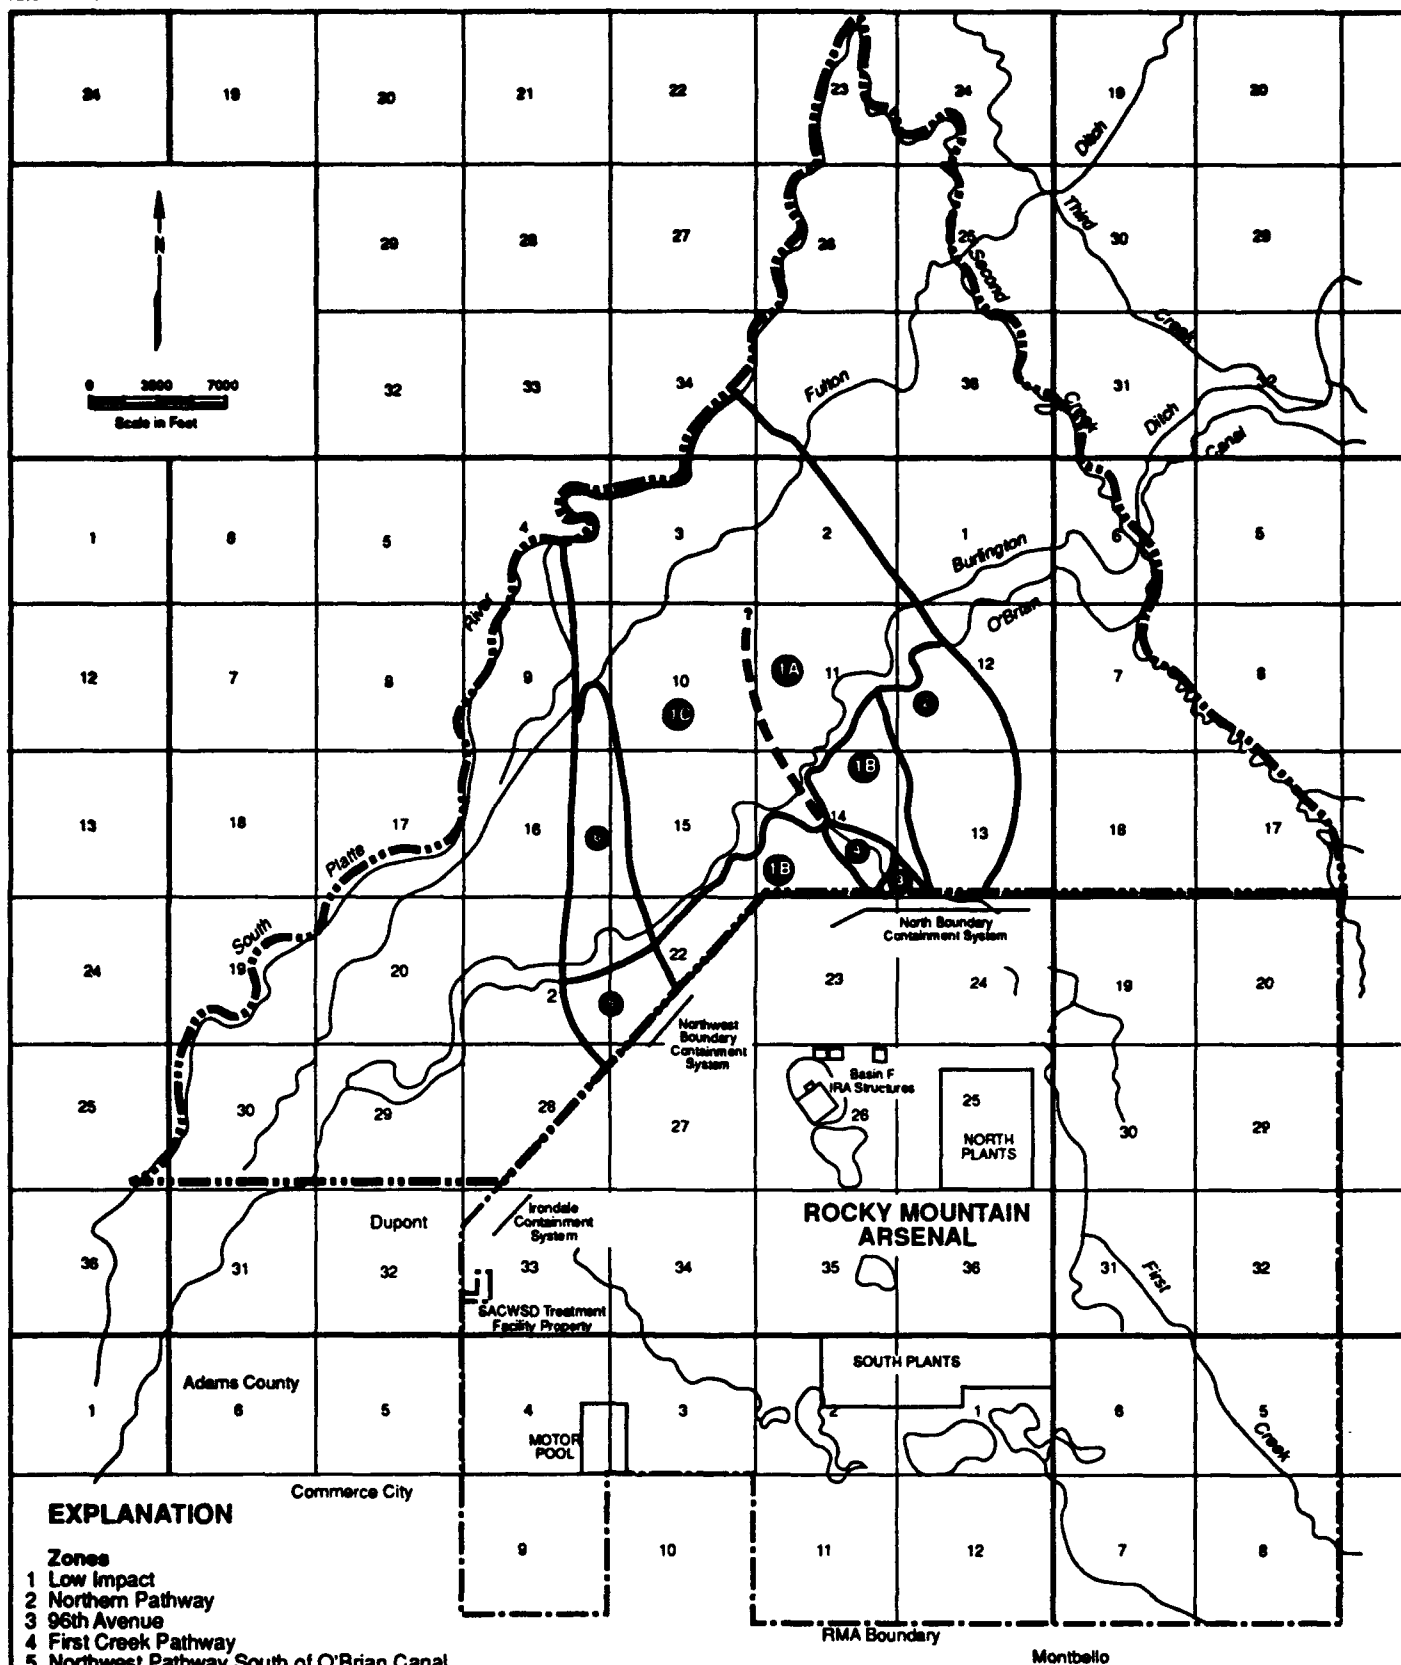 24 19 20 21 22 23 24 19 20
Ditch
N
29 28 27 26 25 30 29
Third
Second
Creek
0 3500 7000
Scale in Feet
32 33 34 36 31
Fulton
Creek
Ditch
Canal
1 6 5 4 3 2 1 6 5
Burlington
O'Brian
River
?
12 7 8 9 10 11 12 7 8
1A
1C
1B
13 18 17 16 15 14 13 18 17
Platte
1B
3
South
North Boundary
Containment System
24 19 20 2 22 23 24 19 20
Northwest
Boundary
Containment
System
Basin F
IRA Structures
25 30 29 28 27 26 25 30 29
NORTH
PLANTS
Dupont
Irondale
Containment
System
ROCKY MOUNTAIN
ARSENAL
36 31 32 33 34 35 36 31 32
First
SACWSD Treatment
Facility Property
SOUTH PLANTS
Adams County
1 6 5 4 3 2 1 6 5
Creek
MOTOR
POOL
Commerce City
EXPLANATION
9 10 11 12 7 8
Zones
1 Low Impact
2 Northern Pathway
3 96th Avenue
4 First Creek Pathway
5 Northwest Pathway South of O'Brian Canal
RMA Boundary
Montbello